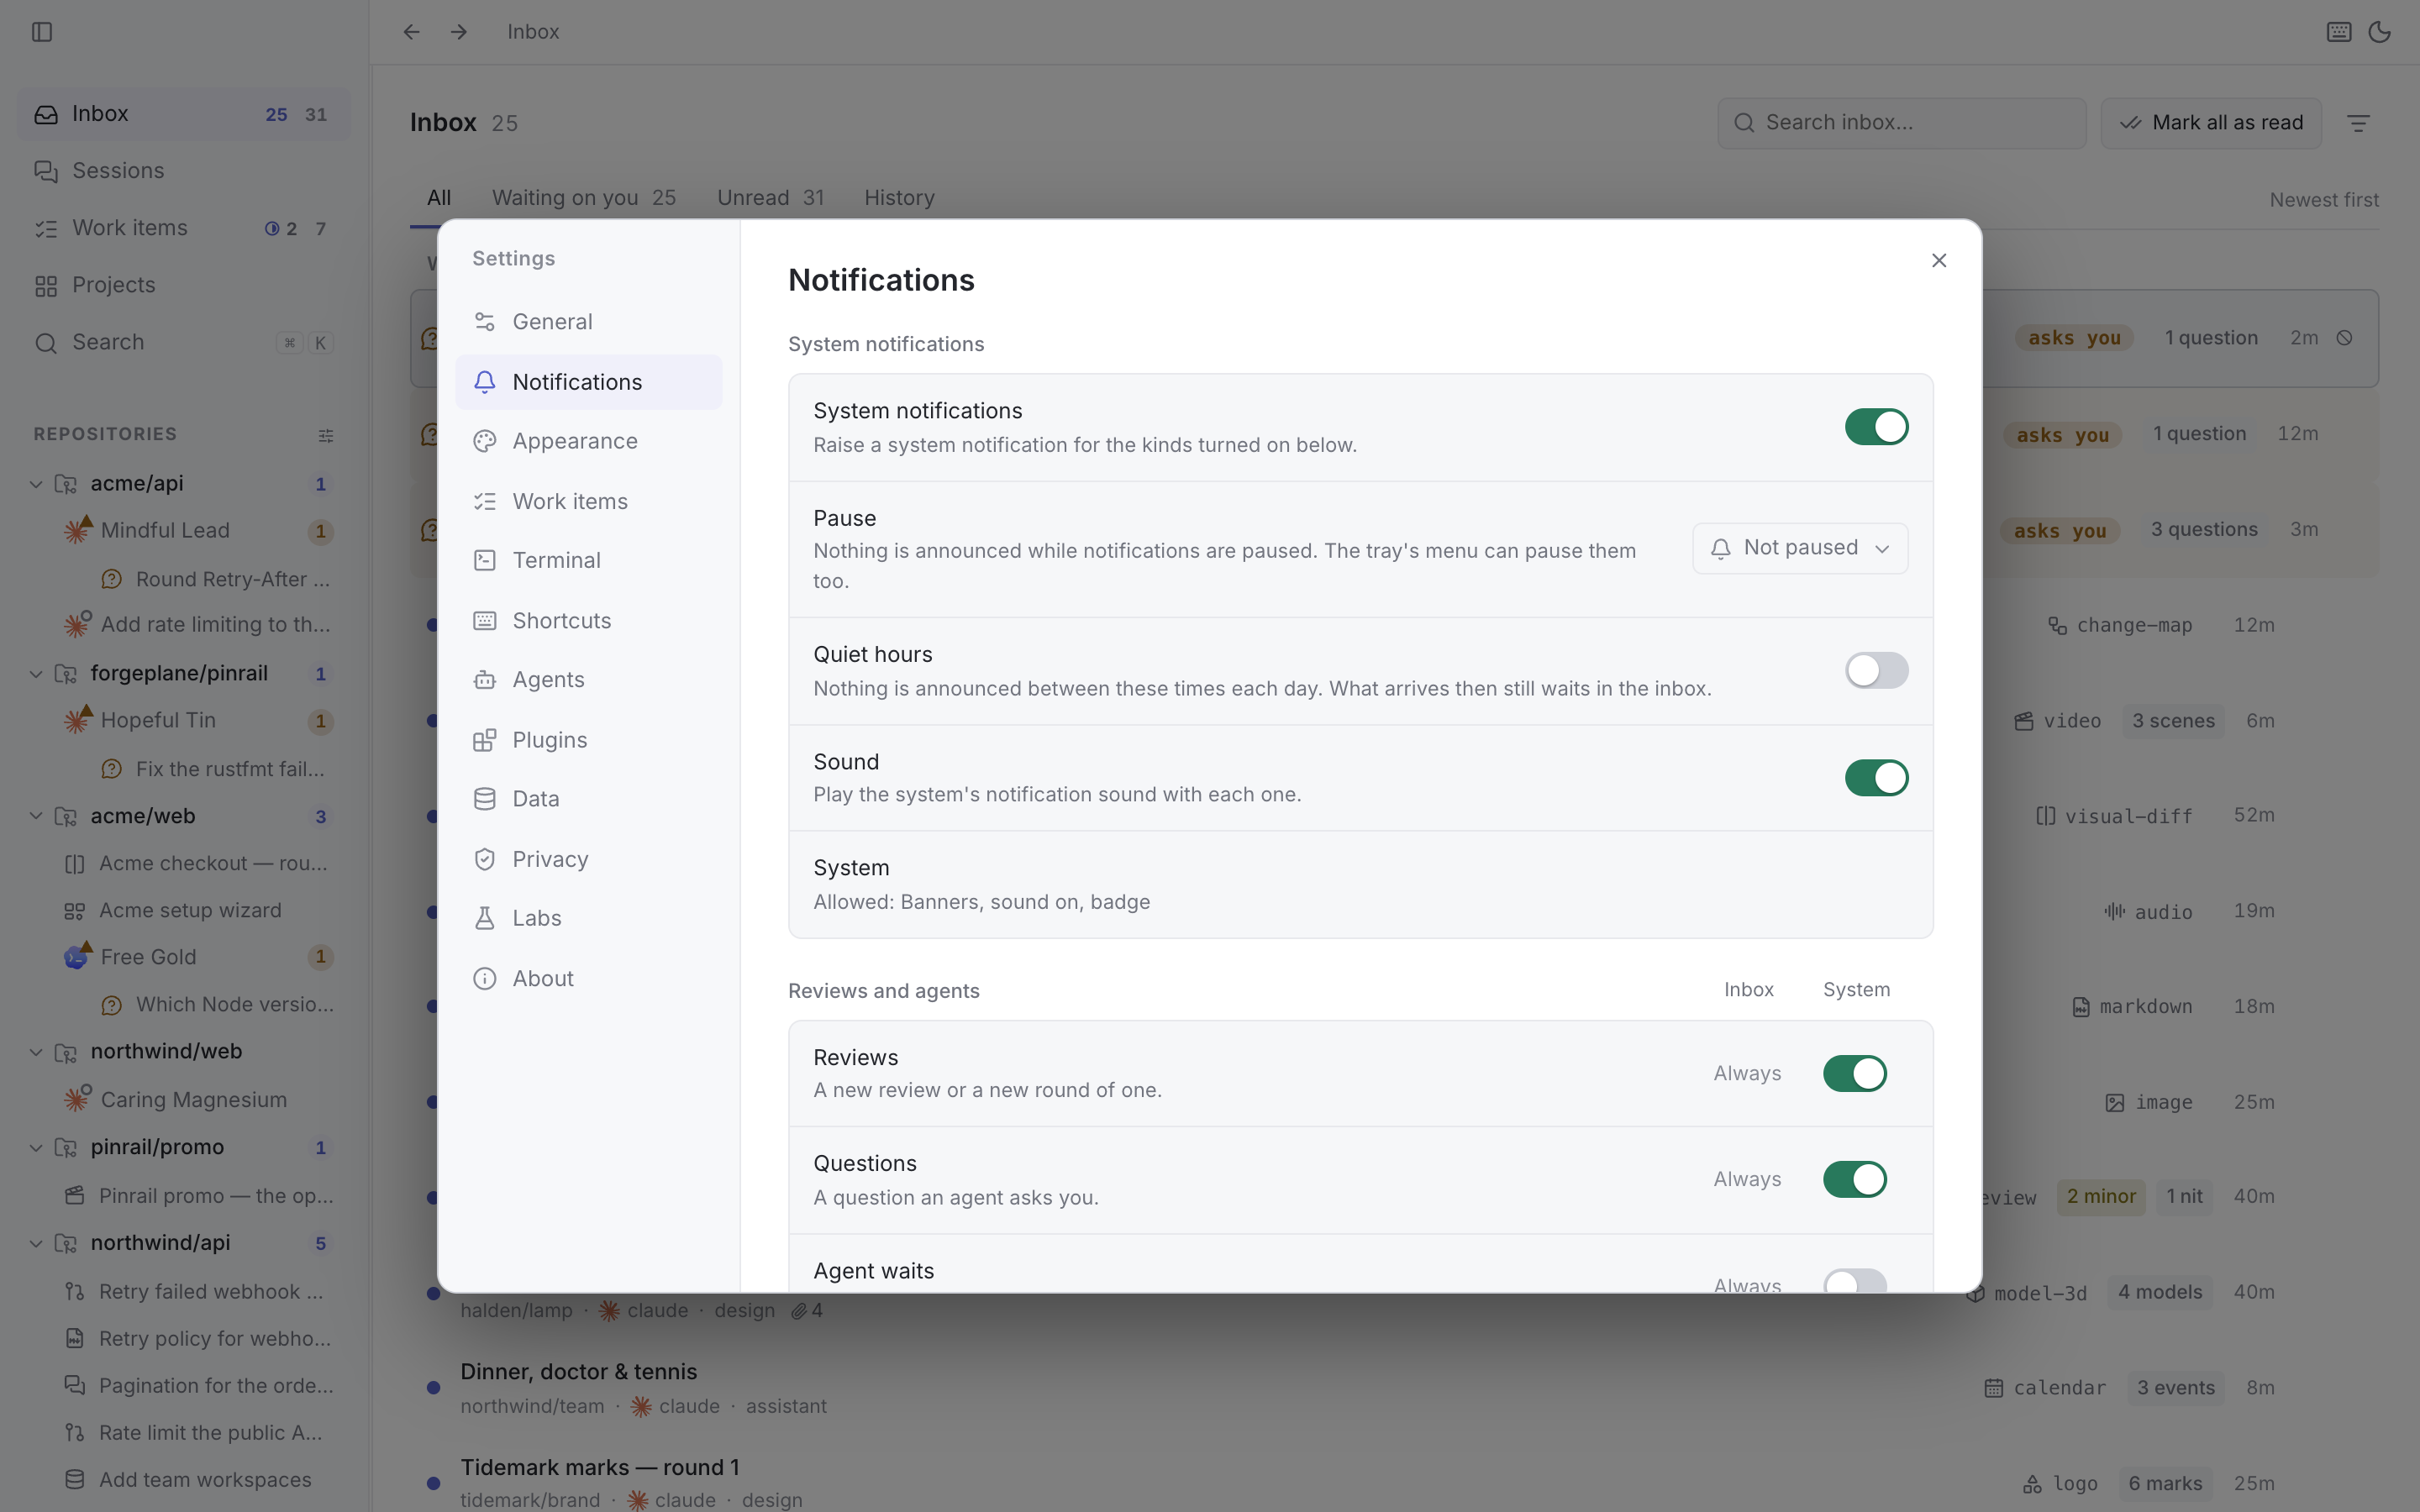 Inbox
Inbox 25 31
Sessions
Work items 2 7
Projects
Search ⌘ K
REPOSITORIES
acme/api 1
Mindful Lead 1
Round Retry-After ...
Add rate limiting to th...
forgeplane/pinrail 1
Hopeful Tin 1
Fix the rustfmt fail...
acme/web 3
Acme checkout — rou...
Acme setup wizard
Free Gold 1
Which Node versio...
northwind/web
Caring Magnesium
pinrail/promo 1
Pinrail promo — the op...
northwind/api 5
Retry failed webhook ...
Retry policy for webho...
Pagination for the orde...
Rate limit the public A...
Add team workspaces
Inbox 25
Search inbox...
Mark all as read
All
Waiting on you 25
Unread 31
History
Newest first
Settings
General
Notifications
Appearance
Work items
Terminal
Shortcuts
Agents
Plugins
Data
Privacy
Labs
About
Notifications
System notifications
System notifications
Raise a system notification for the kinds turned on below.
Pause
Nothing is announced while notifications are paused. The tray's menu can pause them
too.
Not paused
Quiet hours
Nothing is announced between these times each day. What arrives then still waits in the inbox.
Sound
Play the system's notification sound with each one.
System
Allowed: Banners, sound on, badge
Reviews and agents Inbox System
Reviews
A new review or a new round of one.
Always
Questions
A question an agent asks you.
Always
Agent waits
Always
asks you 1 question 2m
asks you 1 question 12m
asks you 3 questions 3m
change-map 12m
video 3 scenes 6m
visual-diff 52m
audio 19m
markdown 18m
image 25m
2 minor 1 nit 40m
model-3d 4 models 40m
halden/lamp · claude · design 4
Dinner, doctor & tennis
northwind/team · claude · assistant
calendar 3 events 8m
Tidemark marks — round 1
tidemark/brand · claude · design
logo 6 marks 25m